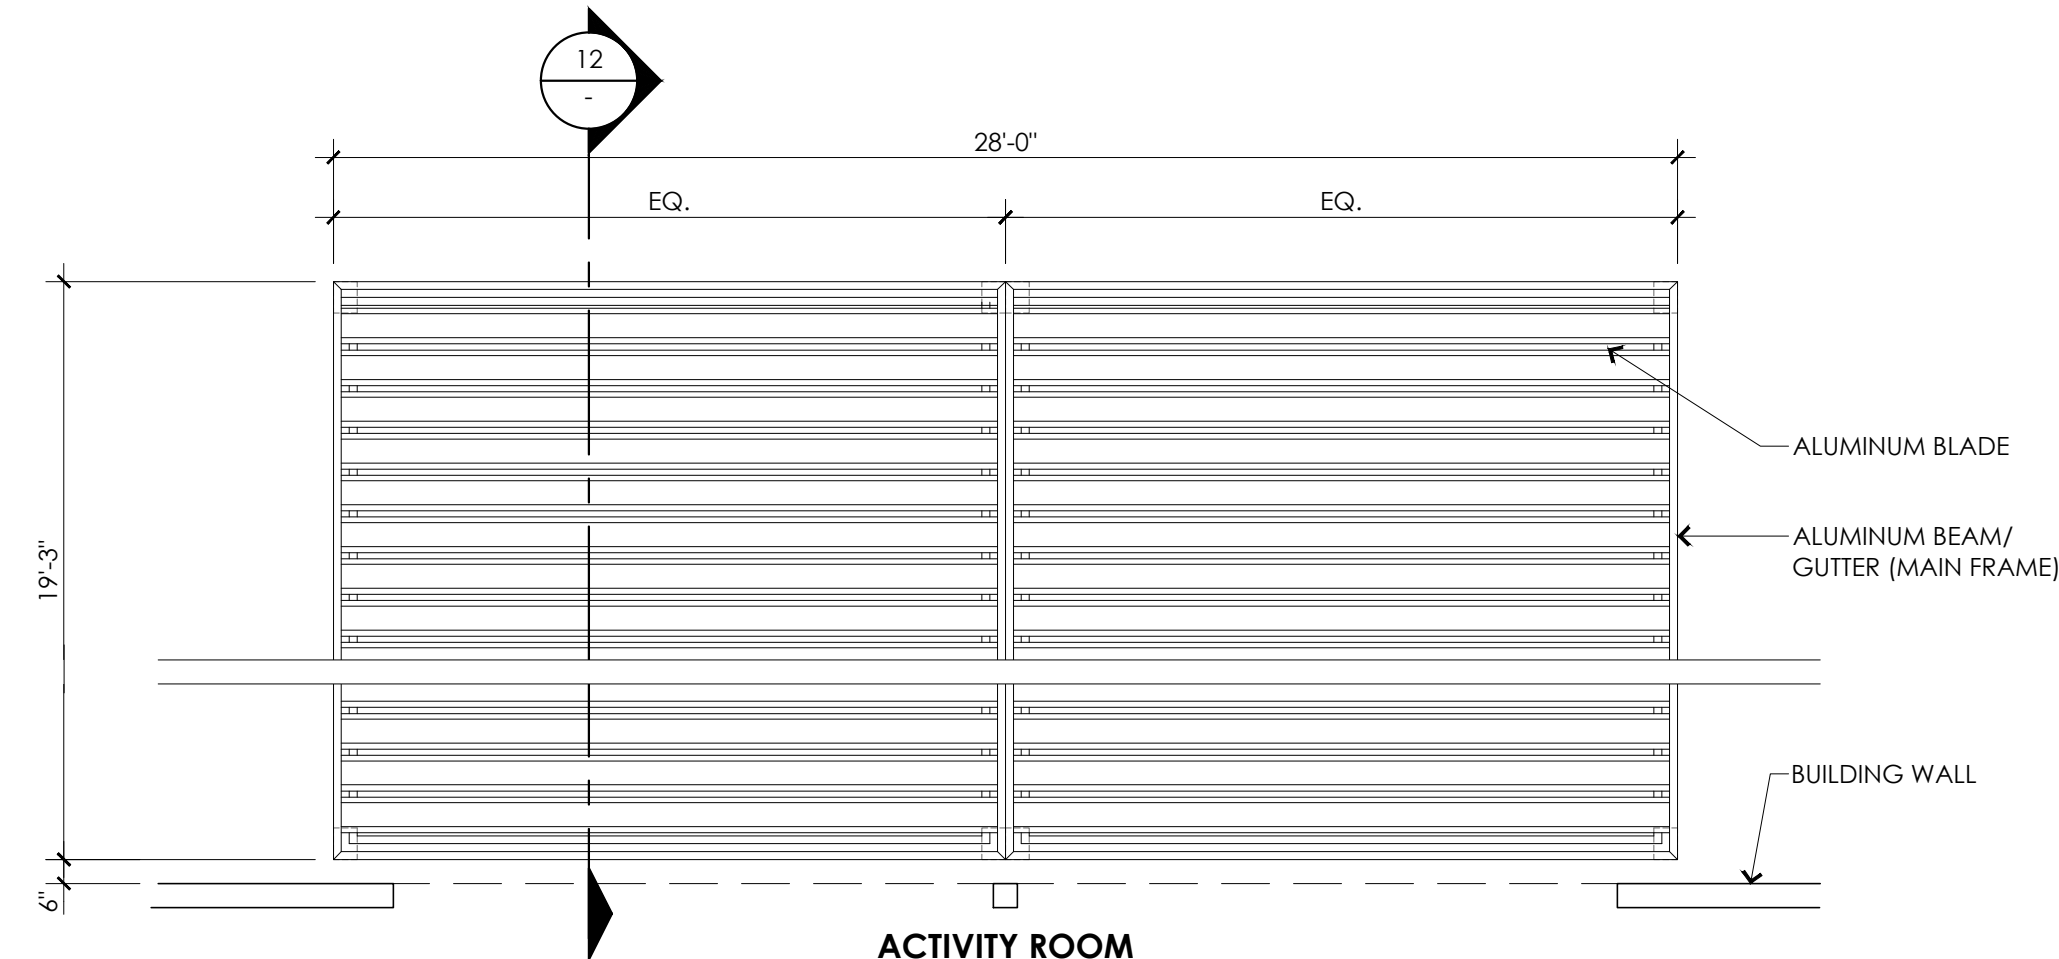 12
-
28'-0"
EQ.
EQ.
19'-3"
ALUMINUM BLADE
ALUMINUM BEAM/
GUTTER (MAIN FRAME)
BUILDING WALL
6"
ACTIVITY ROOM